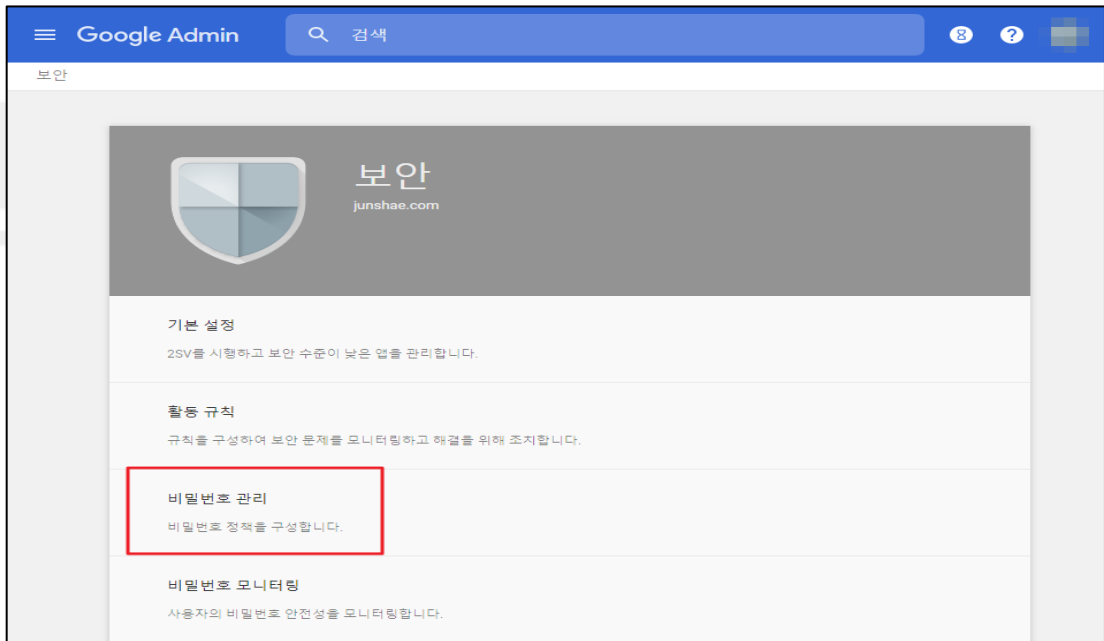 Google Admin
검색
보안
보안
junshae.com
기본 설정
2SV를 시행하고 보안 수준이 낮은 앱을 관리합니다.
활동 규칙
규칙을 구성하여 보안 문제를 모니터링하고 해결을 위해 조치합니다.
비밀번호 관리
비밀번호 정책을 구성합니다.
비밀번호 모니터링
사용자의 비밀번호 안전성을 모니터링합니다.